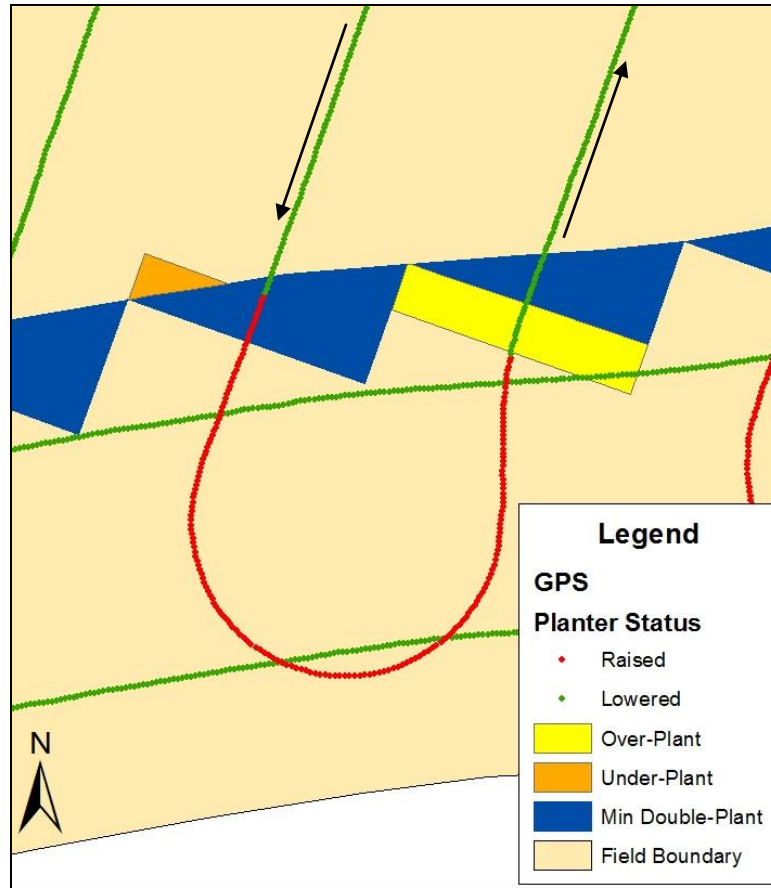 N
Legend
GPS
Planter Status
Raised
Lowered
Over-Plant
Under-Plant
Min Double-Plant
Field Boundary